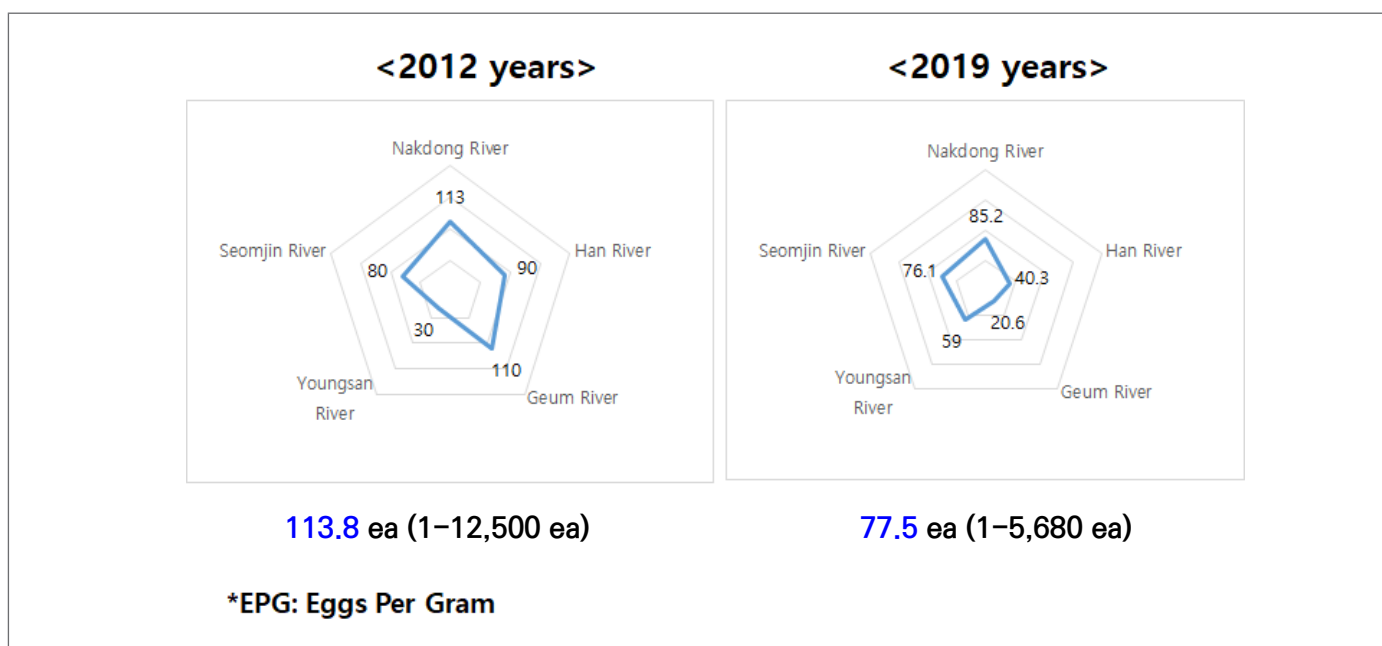 <2012 years>
Nakdong River
113
Seomjin River
80
90
Han River
30
110
Youngsan
River
Geum River
113.8 ea (1-12,500 ea)
<2019 years>
Nakdong River
85.2
Seomjin River
76.1
40.3
Han River
20.6
59
Youngsan
River
Geum River
77.5 ea (1-5,680 ea)
*EPG: Eggs Per Gram